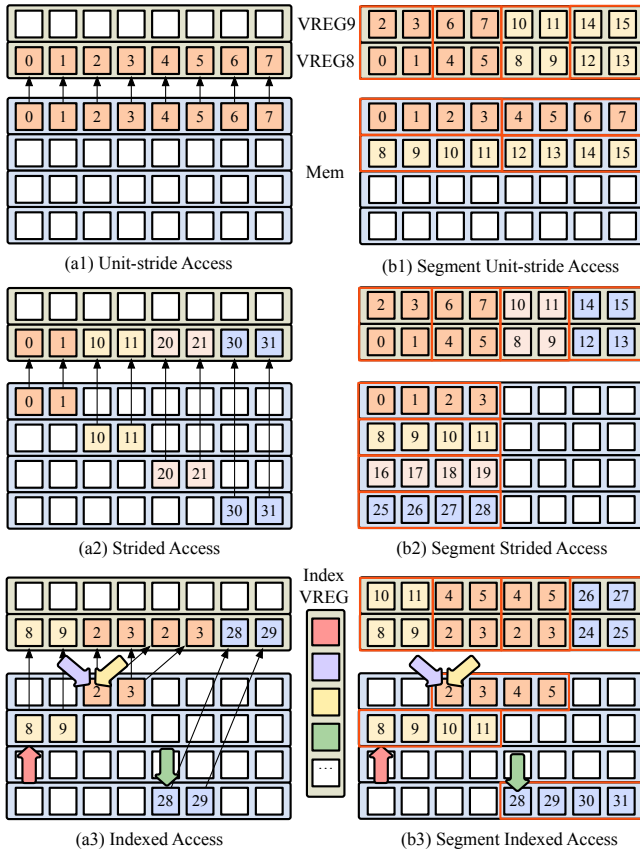 VREG9
2 3 6 7 10 11 14 15
0 1 2 3 4 5 6 7
VREG8
0 1 4 5 8 9 12 13
0 1 2 3 4 5 6 7
0 1 2 3 4 5 6 7
8 9 10 11 12 13 14 15
Mem
(a1) Unit-stride Access
(b1) Segment Unit-stride Access
2 3 6 7 10 11 14 15
0 1 10 11 20 21 30 31
0 1 4 5 8 9 12 13
0 1
0 1 2 3
10 11
8 9 10 11
20 21
16 17 18 19
30 31
25 26 27 28
(a2) Strided Access
(b2) Segment Strided Access
Index
VREG
10 11 4 5 4 5 26 27
8 9 2 3 2 3 28 29
8 9 2 3 2 3 24 25
2 3
2 3 4 5
8 9
8 9 10 11
...
28 29
28 29 30 31
(a3) Indexed Access
(b3) Segment Indexed Access